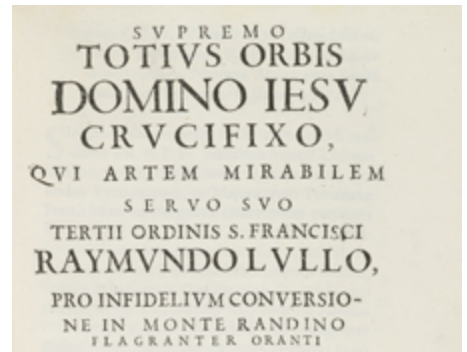 SVPREMO
TOTIVS ORBIS
DOMINO IESV
CRVCIFIXO,
QVI ARTEM MIRABILEM
SERVO SVO
TERTII ORDINIS S. FRANCISCI
RAYMVNDO LVLLO,
PRO INFIDELIVM CONVERSIO-
NE IN MONTE RANDINO
FLAGRANTER ORANTI